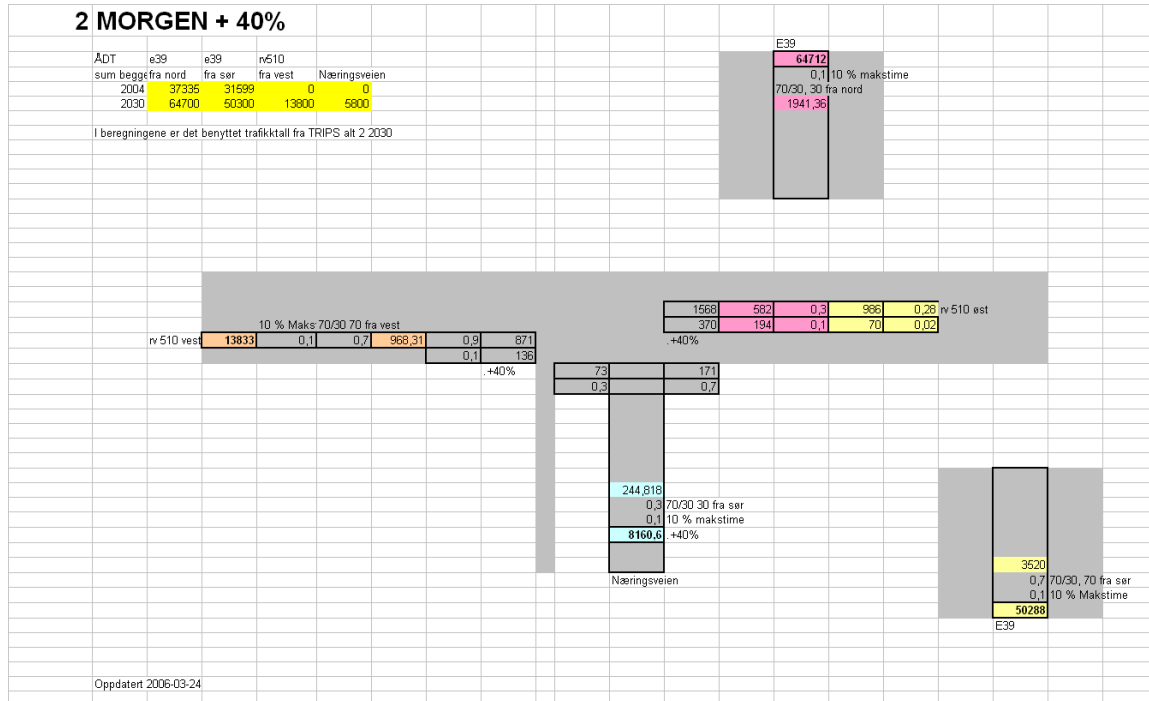 2 MORGEN + 40%
E39
ÅDT e39 e39 rv510 64712
sum begge fra nord fra sør fra vest Næringsveien 0,1 10 % makstime
2004 37335 31599 0 0 70/30, 30 fra nord
2030 64700 50300 13800 5800 1941,36
I beregningene er det benyttet trafikktall fra TRIPS alt 2 2030
1568 582 0,3 986 0,28 rv 510 øst
10 % Maks 70/30 70 fra vest 370 194 0,1 70 0,02
rv 510 vest 13833 0,1 0,7 968,31 0,9 871 .+40%
0,1 136
.+40% 73 171
0,3 0,7
244,818
0,3 70/30 30 fra sør
0,1 10 % makstime
8160,6 .+40%
3520
Næringsveien 0,7 70/30, 70 fra sør
0,1 10 % Makstime
50288
E39
Oppdatert 2006-03-24